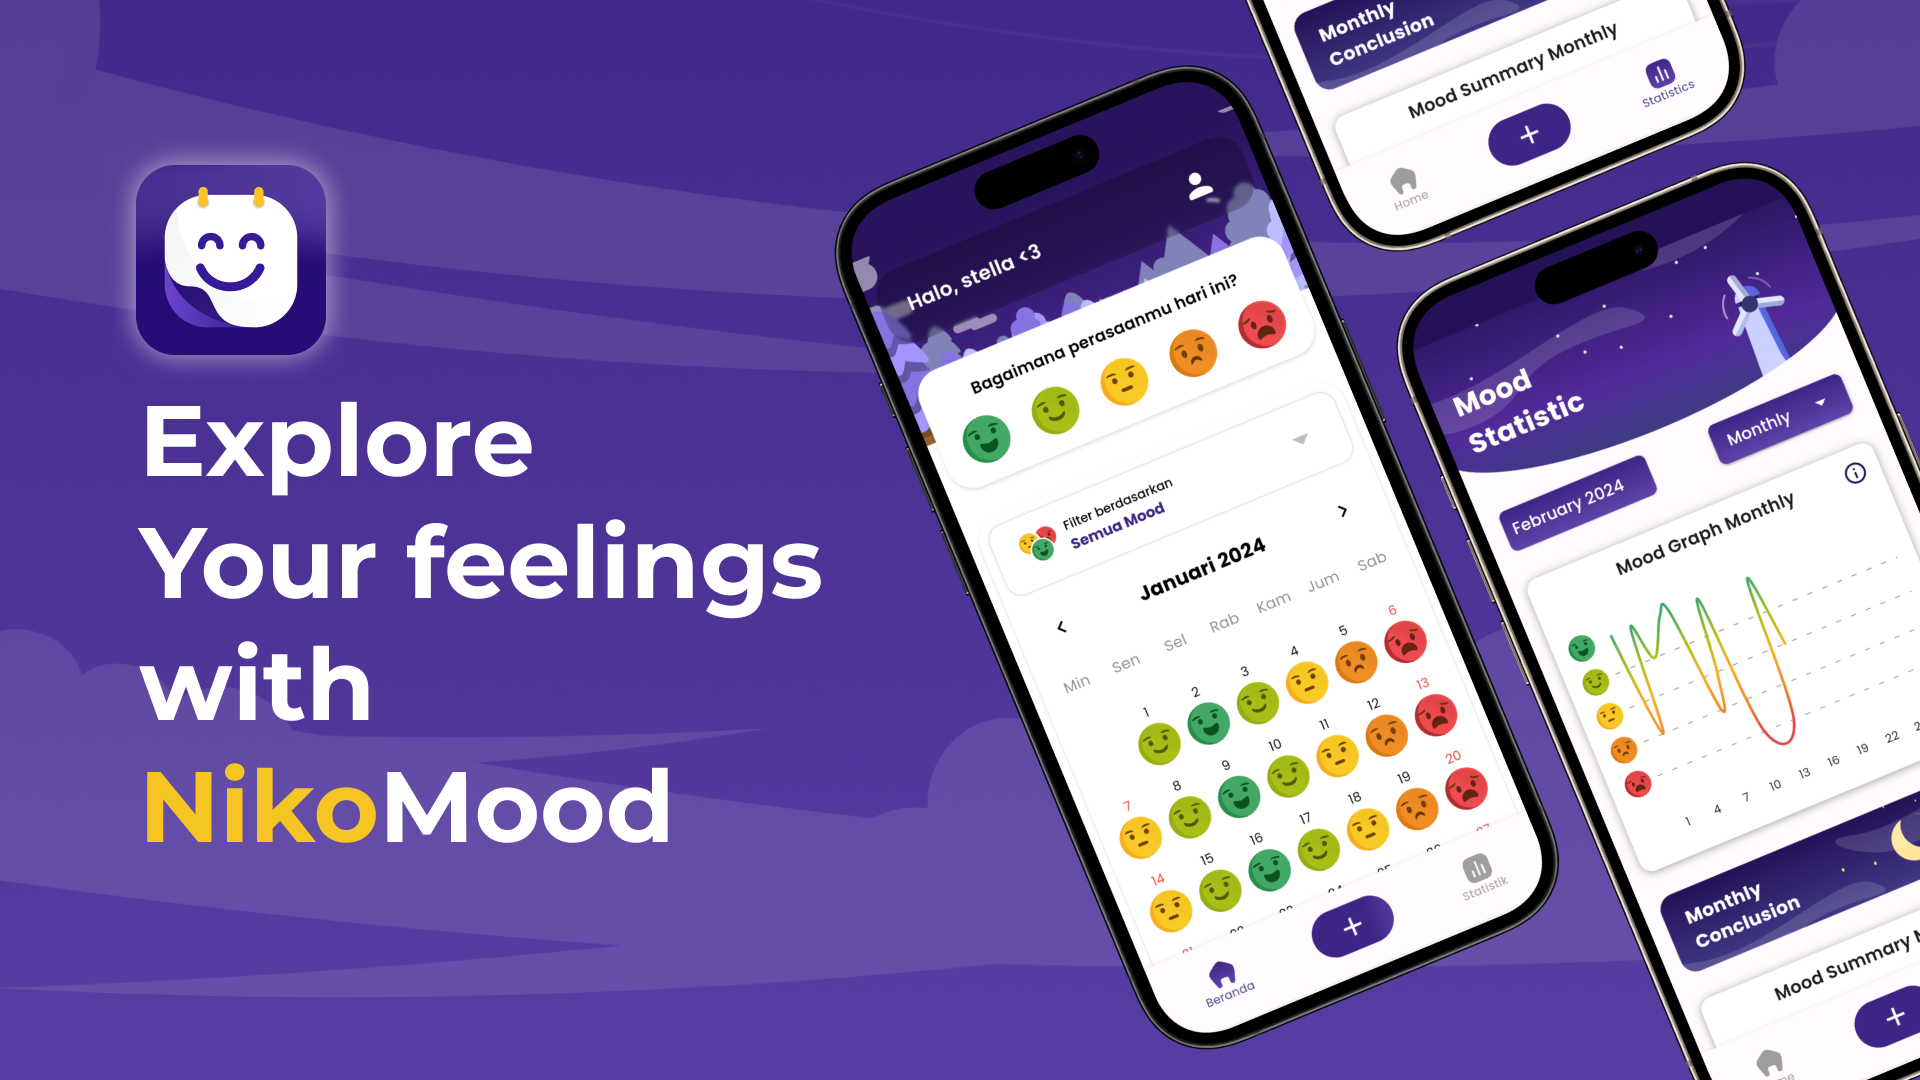 Explore
Your feelings
with
NikoMood
Halo, stella <3
Bagaimana perasaanmu hari ini?
Filter berdasarkan
Semua Mood
Januari 2024
Min Sen Sel Rab Kam Jum Sab
1 2 3 4 5 6
7 8 9 10 11 12 13
14 15 16 17 18 19 20
Beranda
Statistik
Monthly
Conclusion
Mood Summary Monthly
Home
Statistics
Mood
Statistic
February 2024
Monthly
Mood Graph Monthly
1 4 7 10 13 16 19 22
Monthly
Conclusion
Mood Summary